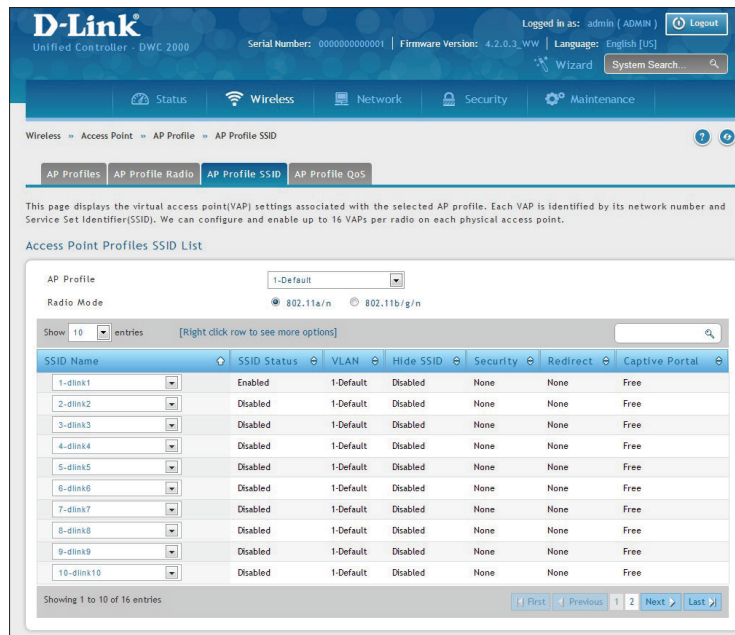 D-Link
Unified Controller - DWC 2000
Logged in as: admin ( ADMIN ) Logout
Serial Number: 0000000000001 | Firmware Version: 4.2.0.3_WW | Language: English [US]
Wizard System Search...
Status Wireless Network Security Maintenance
Wireless » Access Point » AP Profile » AP Profile SSID ?
AP Profiles AP Profile Radio AP Profile SSID AP Profile QoS
This page displays the virtual access point(VAP) settings associated with the selected AP profile. Each VAP is identified by its network number and
Service Set Identifier(SSID). We can configure and enable up to 16 VAPs per radio on each physical access point.
Access Point Profiles SSID List
AP Profile 1-Default
Radio Mode 802.11a/n 802.11b/g/n
Show 10 entries [Right click row to see more options]
SSID Name SSID Status VLAN Hide SSID Security Redirect Captive Portal
1-dlink1 Enabled 1-Default Disabled None None Free
2-dlink2 Disabled 1-Default Disabled None None Free
3-dlink3 Disabled 1-Default Disabled None None Free
4-dlink4 Disabled 1-Default Disabled None None Free
5-dlink5 Disabled 1-Default Disabled None None Free
6-dlink6 Disabled 1-Default Disabled None None Free
7-dlink7 Disabled 1-Default Disabled None None Free
8-dlink8 Disabled 1-Default Disabled None None Free
9-dlink9 Disabled 1-Default Disabled None None Free
10-dlink10 Disabled 1-Default Disabled None None Free
Showing 1 to 10 of 16 entries First Previous 1 2 Next Last